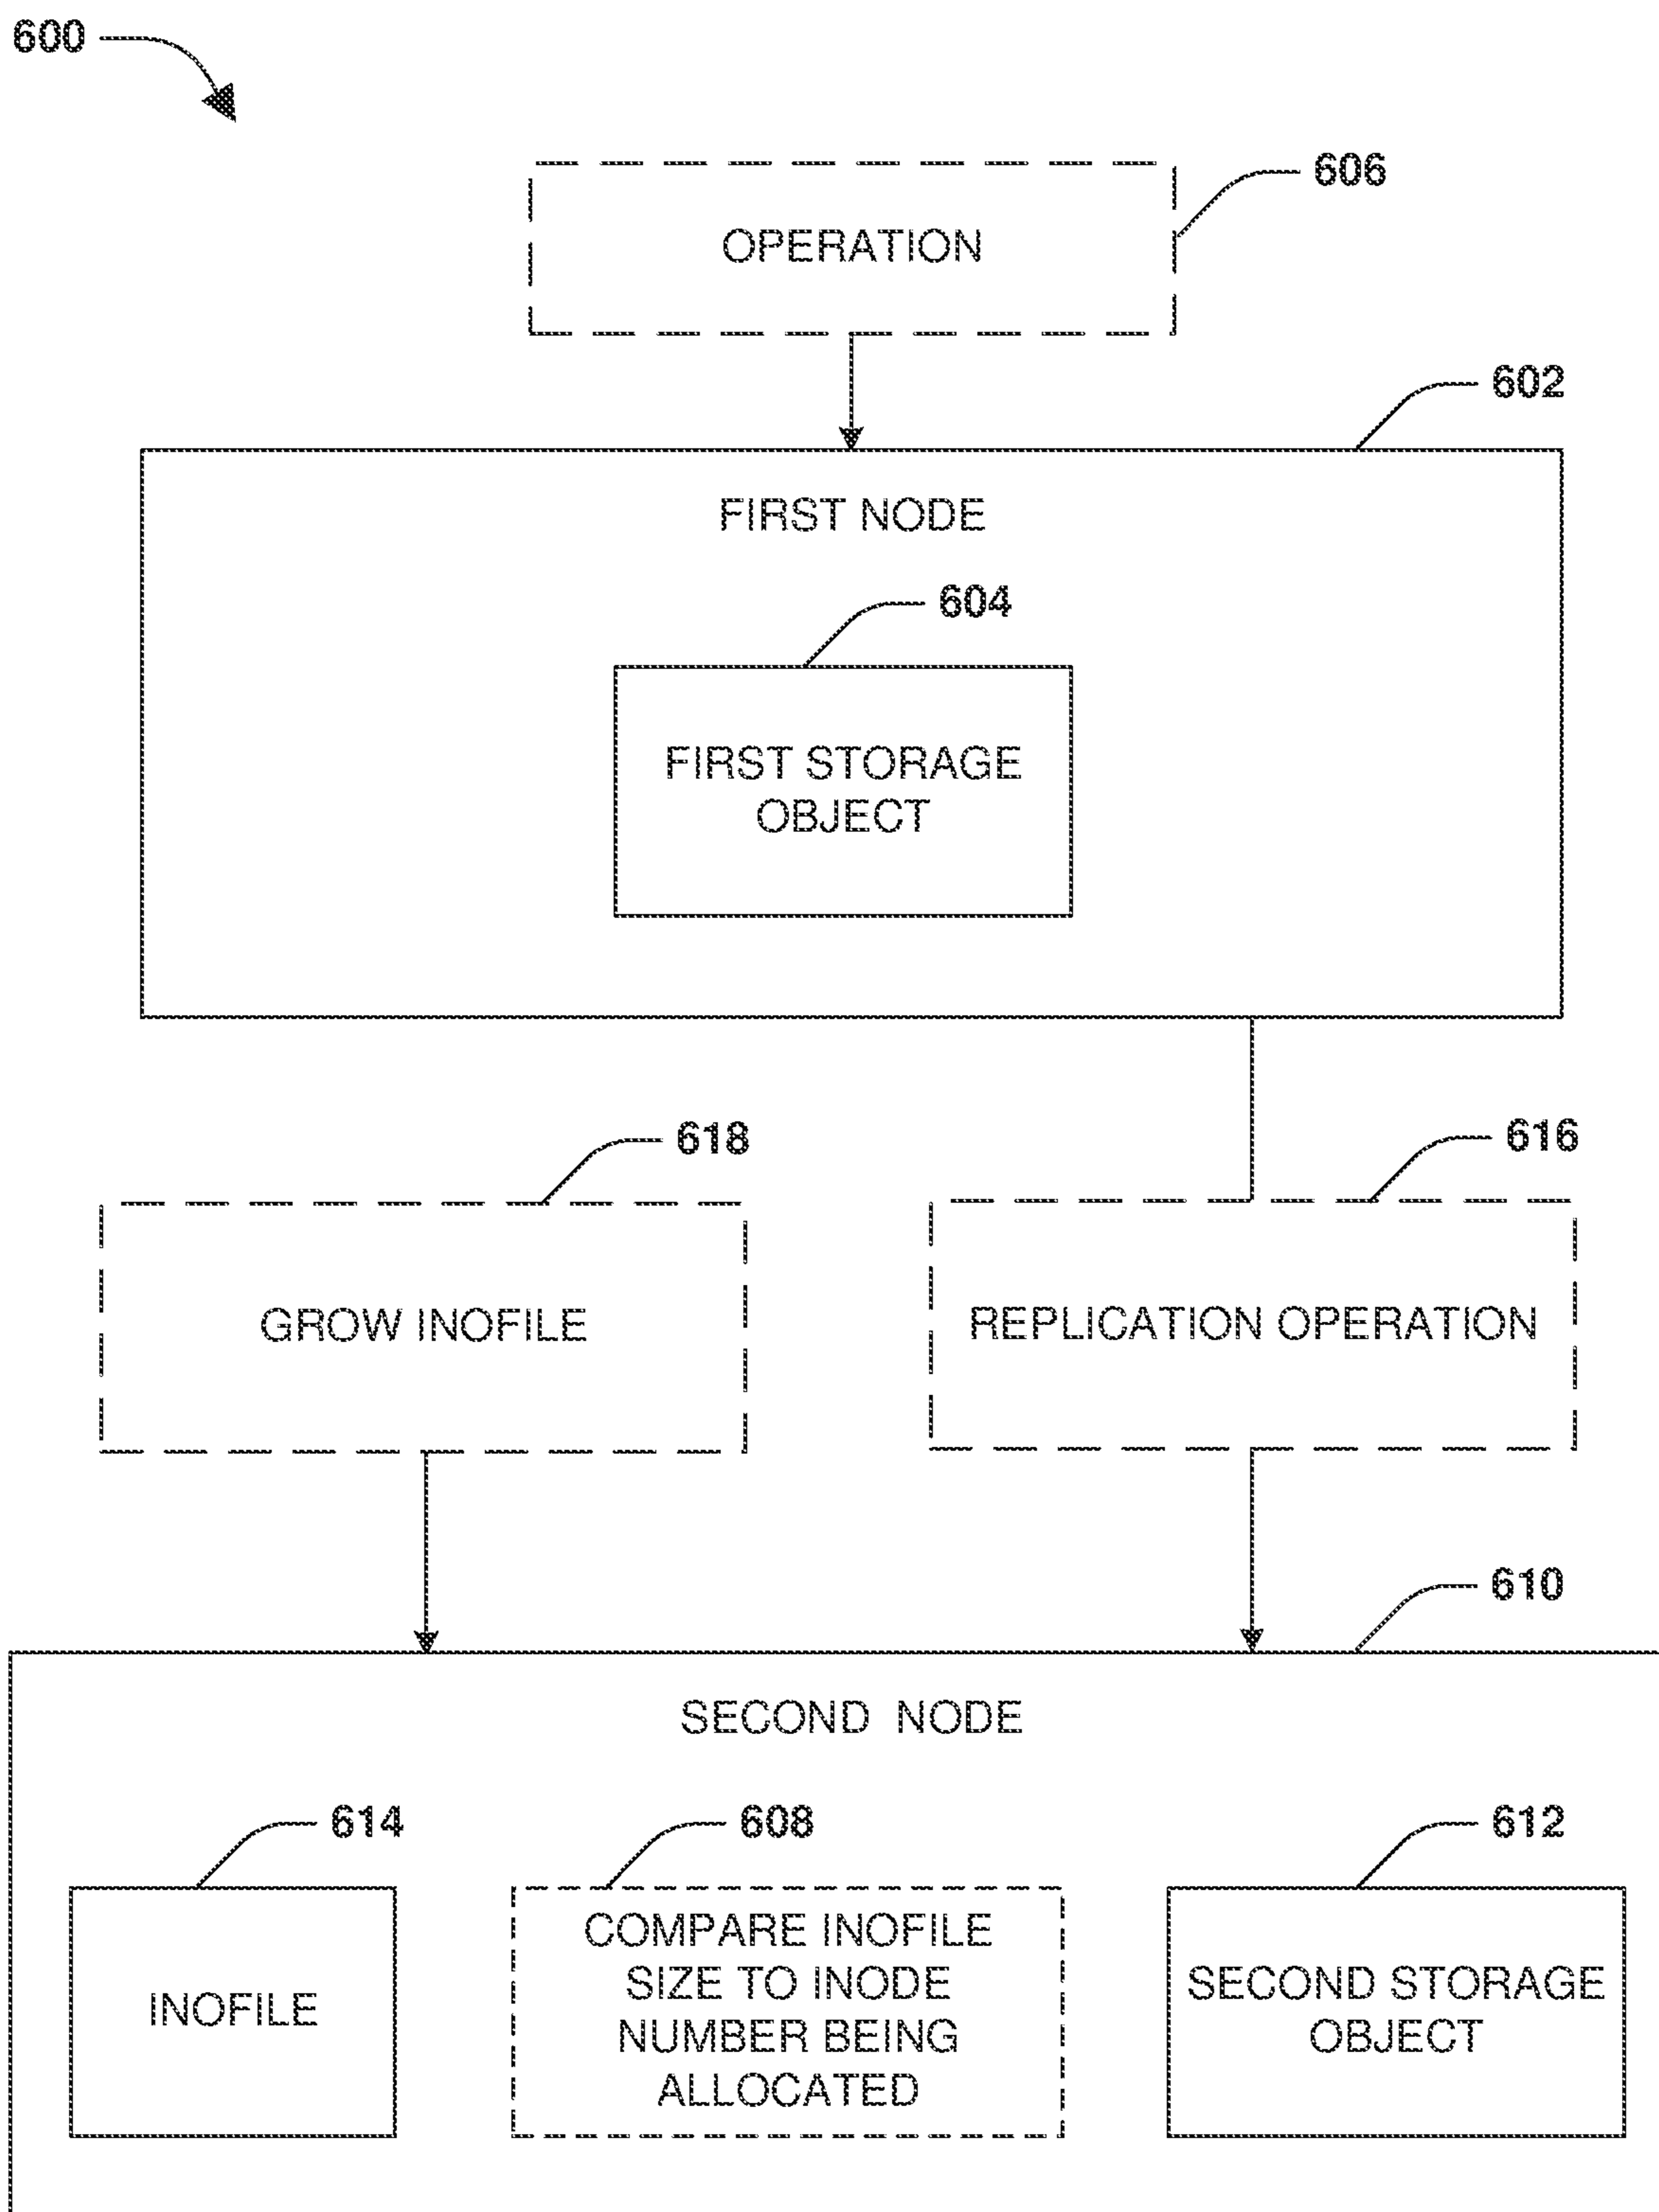 600
606
OPERATION
602
FIRST NODE
604
FIRST STORAGE
OBJECT
618
616
GROW INOFILE
REPLICATION OPERATION
610
SECOND NODE
614
608
612
INOFILE
COMPARE INOFILE
SIZE TO INODE
NUMBER BEING
ALLOCATED
SECOND STORAGE
OBJECT